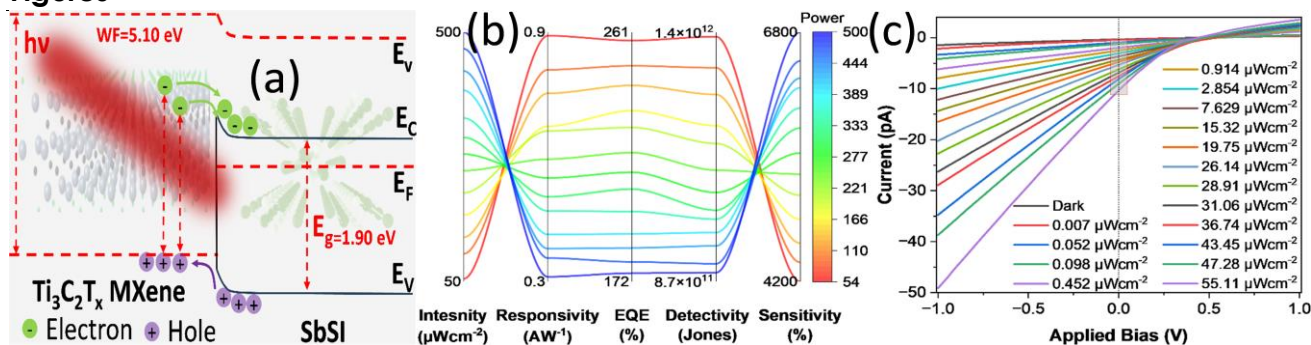 (a)
hν
WF=5.10 eV
E_V
E_C
E_F
E_g=1.90 eV
E_V
Ti₃C₂Tₓ MXene
SbSI
- Electron
+ Hole
(b)
Power
500
0.9
261
1.4×10¹²
6800
50
0.3
172
8.7×10¹¹
4200
500
444
389
333
277
221
166
110
54
Intesnity
(µWcm⁻²)
Responsivity
(AW⁻¹)
EQE
(%)
Detectivity
(Jones)
Sensitivity
(%)
(c)
Current (pA)
0
−10
−20
−30
−40
−50
−1.0
−0.5
0.0
0.5
1.0
Applied Bias (V)
Dark
0.007 µWcm⁻²
0.052 µWcm⁻²
0.098 µWcm⁻²
0.452 µWcm⁻²
0.914 µWcm⁻²
2.854 µWcm⁻²
7.629 µWcm⁻²
15.32 µWcm⁻²
19.75 µWcm⁻²
26.14 µWcm⁻²
28.91 µWcm⁻²
31.06 µWcm⁻²
36.74 µWcm⁻²
43.45 µWcm⁻²
47.28 µWcm⁻²
55.11 µWcm⁻²